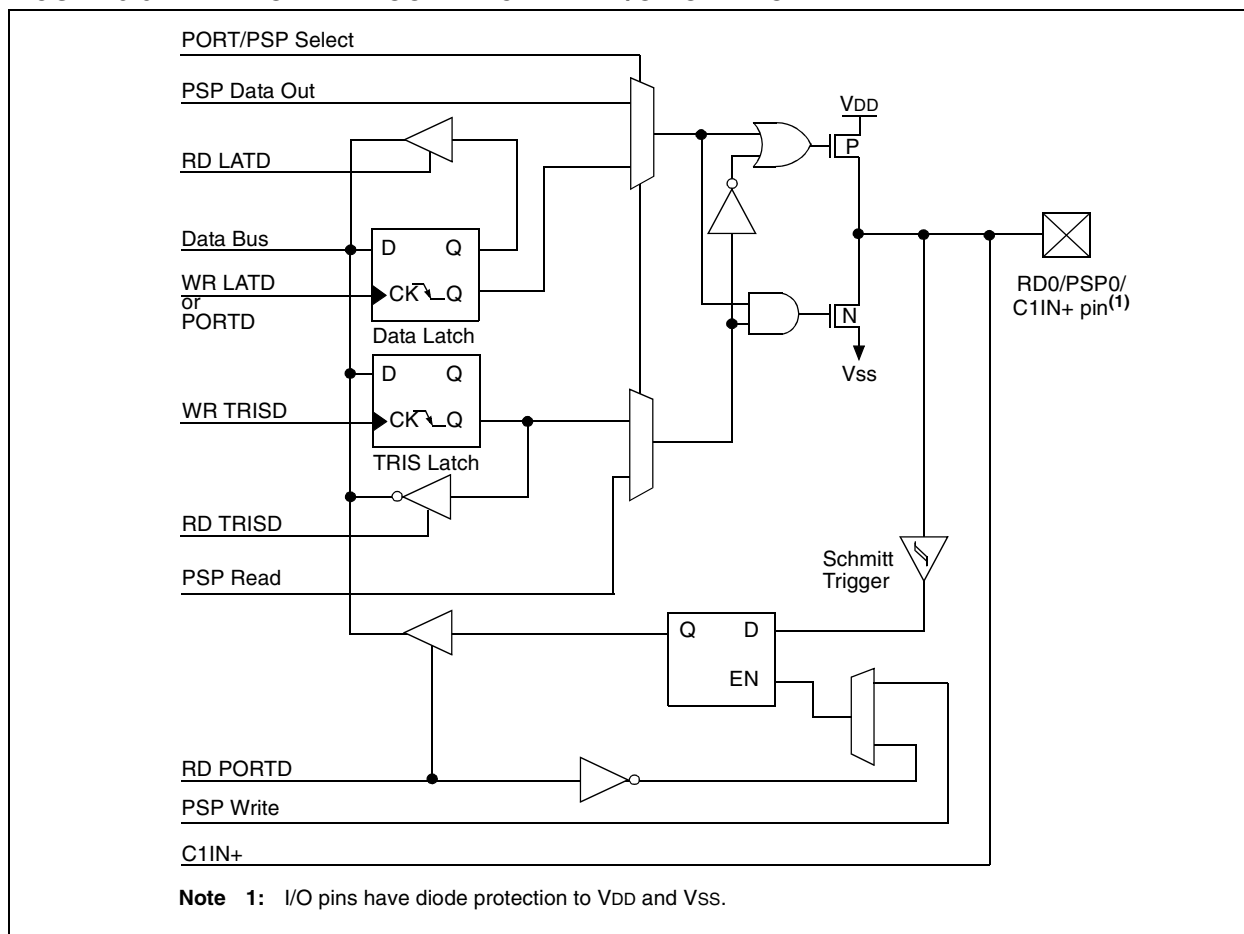 PORT/PSP Select
PSP Data Out
RD LATD
Data Bus
WR LATD
or
PORTD
D Q
CK Q
Data Latch
WR TRISD
D Q
CK Q
TRIS Latch
RD TRISD
PSP Read
VDD
P
N
Vss
RD0/PSP0/
C1IN+ pin(1)
Schmitt
Trigger
Q D
EN
RD PORTD
PSP Write
C1IN+
Note 1: I/O pins have diode protection to VDD and VSS.